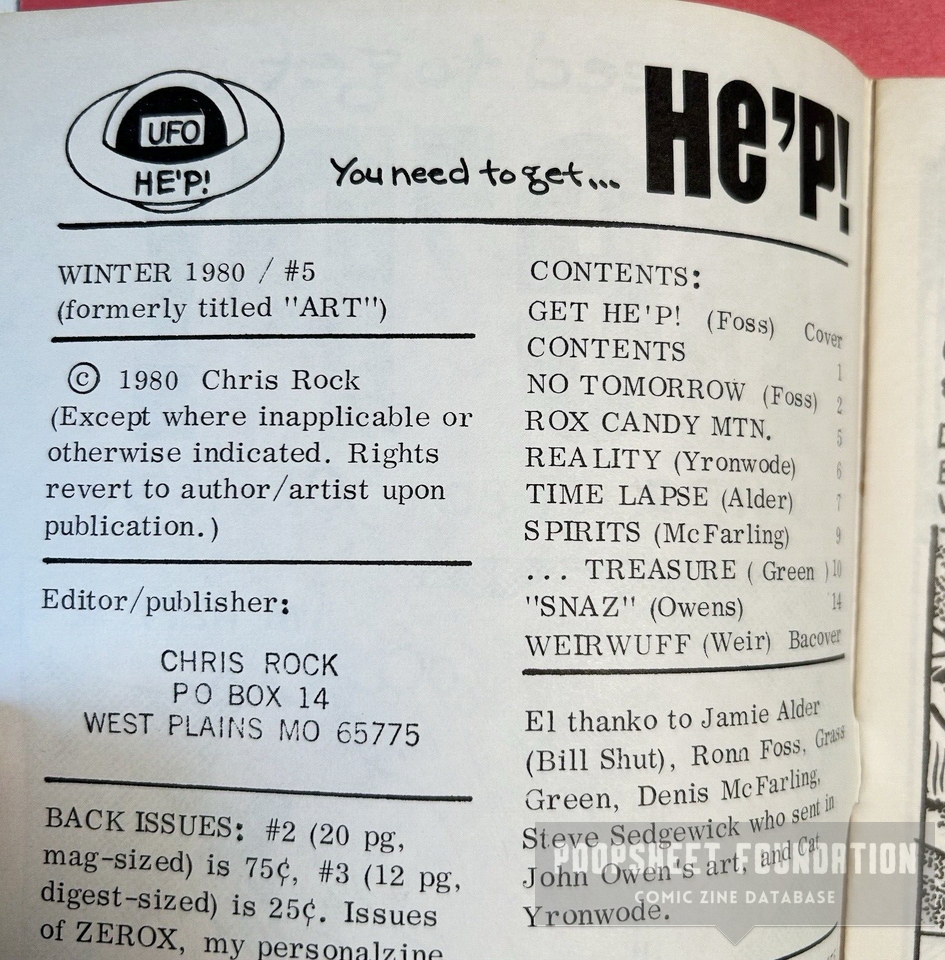 UFO
HE'P!
You need to get...
HE'P!
WINTER 1980 / #5
(formerly titled "ART")
© 1980 Chris Rock
(Except where inapplicable or
otherwise indicated. Rights
revert to author/artist upon
publication.)
Editor/publisher:
CHRIS ROCK
PO BOX 14
WEST PLAINS MO 65775
BACK ISSUES: #2 (20 pg,
mag-sized) is 75¢, #3 (12 pg,
digest-sized) is 25¢. Issues
of ZEROX, my personalzine
CONTENTS:
GET HE'P! (Foss) Cover
CONTENTS 1
NO TOMORROW (Foss) 2
ROX CANDY MTN. 5
REALITY (Yronwode) 6
TIME LAPSE (Alder) 7
SPIRITS (McFarling) 9
... TREASURE (Green) 10
"SNAZ" (Owens) 14
WEIRWUFF (Weir) Bacover
El thanko to Jamie Alder
(Bill Shut), Ronn Foss, Grass
Green, Denis McFarling,
Steve Sedgewick who sent in
John Owen's art, and Cat
Yronwode.
POOPSHEET FOUNDATION
COMIC ZINE DATABASE